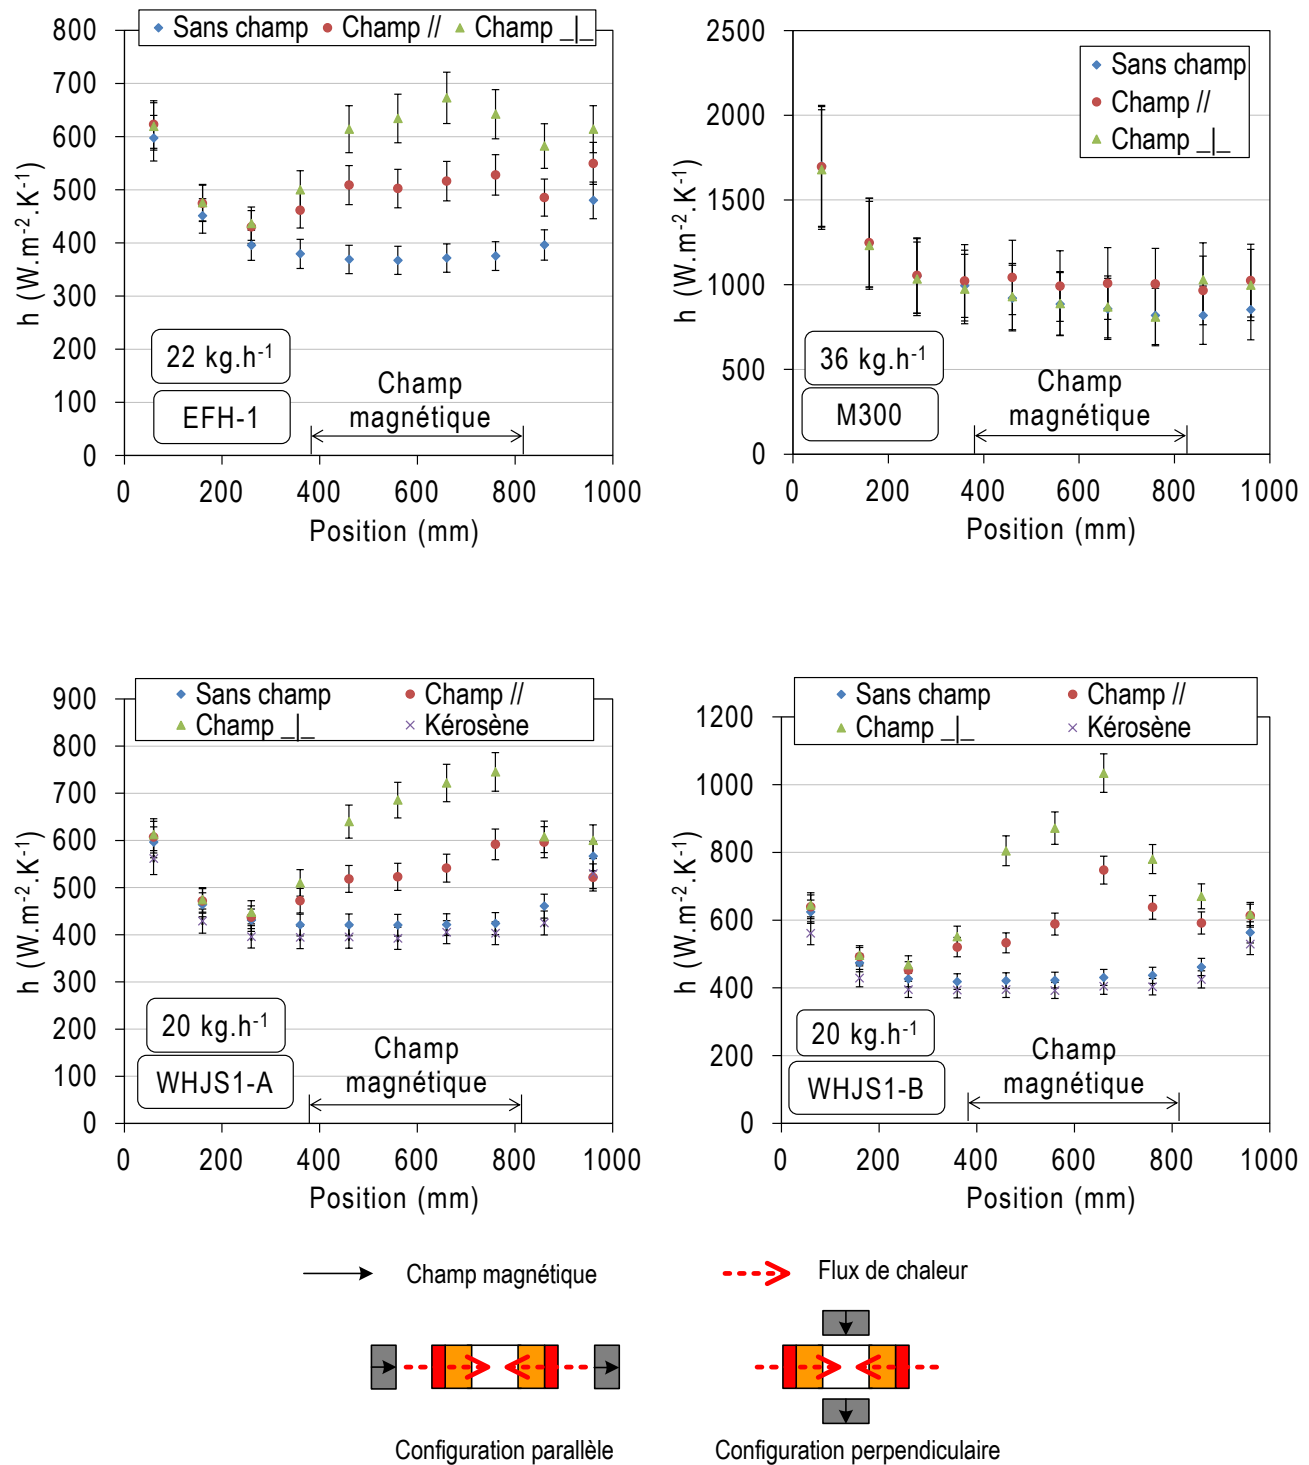 Sans champ Champ // Champ _|_
800
700
600
500
400
300
200
100
0
h (W.m-2.K-1)
22 kg.h-1
EFH-1
Champ
magnétique
0 200 400 600 800 1000
Position (mm)
2500
2000
1500
1000
500
0
h (W.m-2.K-1)
Sans champ
Champ //
Champ _|_
36 kg.h-1
M300
Champ
magnétique
0 200 400 600 800 1000
Position (mm)
Sans champ Champ //
Champ _|_ Kérosène
900
800
700
600
500
400
300
200
100
0
h (W.m-2.K-1)
20 kg.h-1
WHJS1-A
Champ
magnétique
0 200 400 600 800 1000
Position (mm)
Sans champ Champ //
Champ _|_ Kérosène
1200
1000
800
600
400
200
0
h (W.m-2.K-1)
20 kg.h-1
WHJS1-B
Champ
magnétique
0 200 400 600 800 1000
Position (mm)
Champ magnétique Flux de chaleur
Configuration parallèle Configuration perpendiculaire